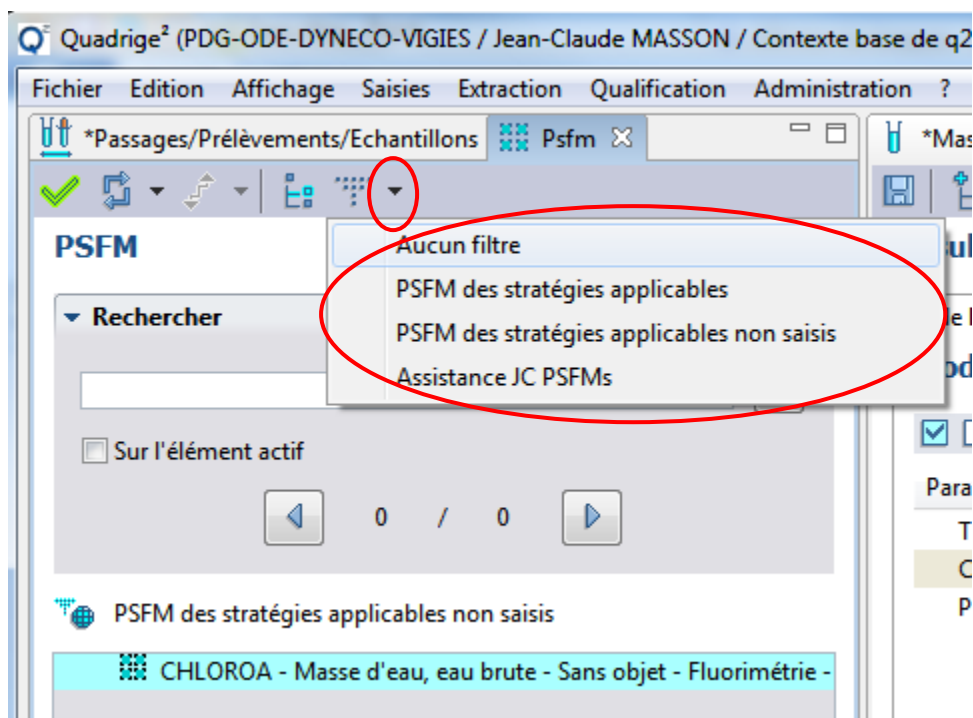 Quadrige² (PDG-ODE-DYNECO-VIGIES / Jean-Claude MASSON / Contexte base de q2
Fichier Edition Affichage Saisies Extraction Qualification Administration ?
*Passages/Prélèvements/Echantillons Psfm *Mas
PSFM
Aucun filtre
PSFM des stratégies applicables
Rechercher
PSFM des stratégies applicables non saisis
Assistance JC PSFMs
Sur l'élément actif
0 / 0
Para
PSFM des stratégies applicables non saisis
CHLOROA - Masse d'eau, eau brute - Sans objet - Fluorimétrie -